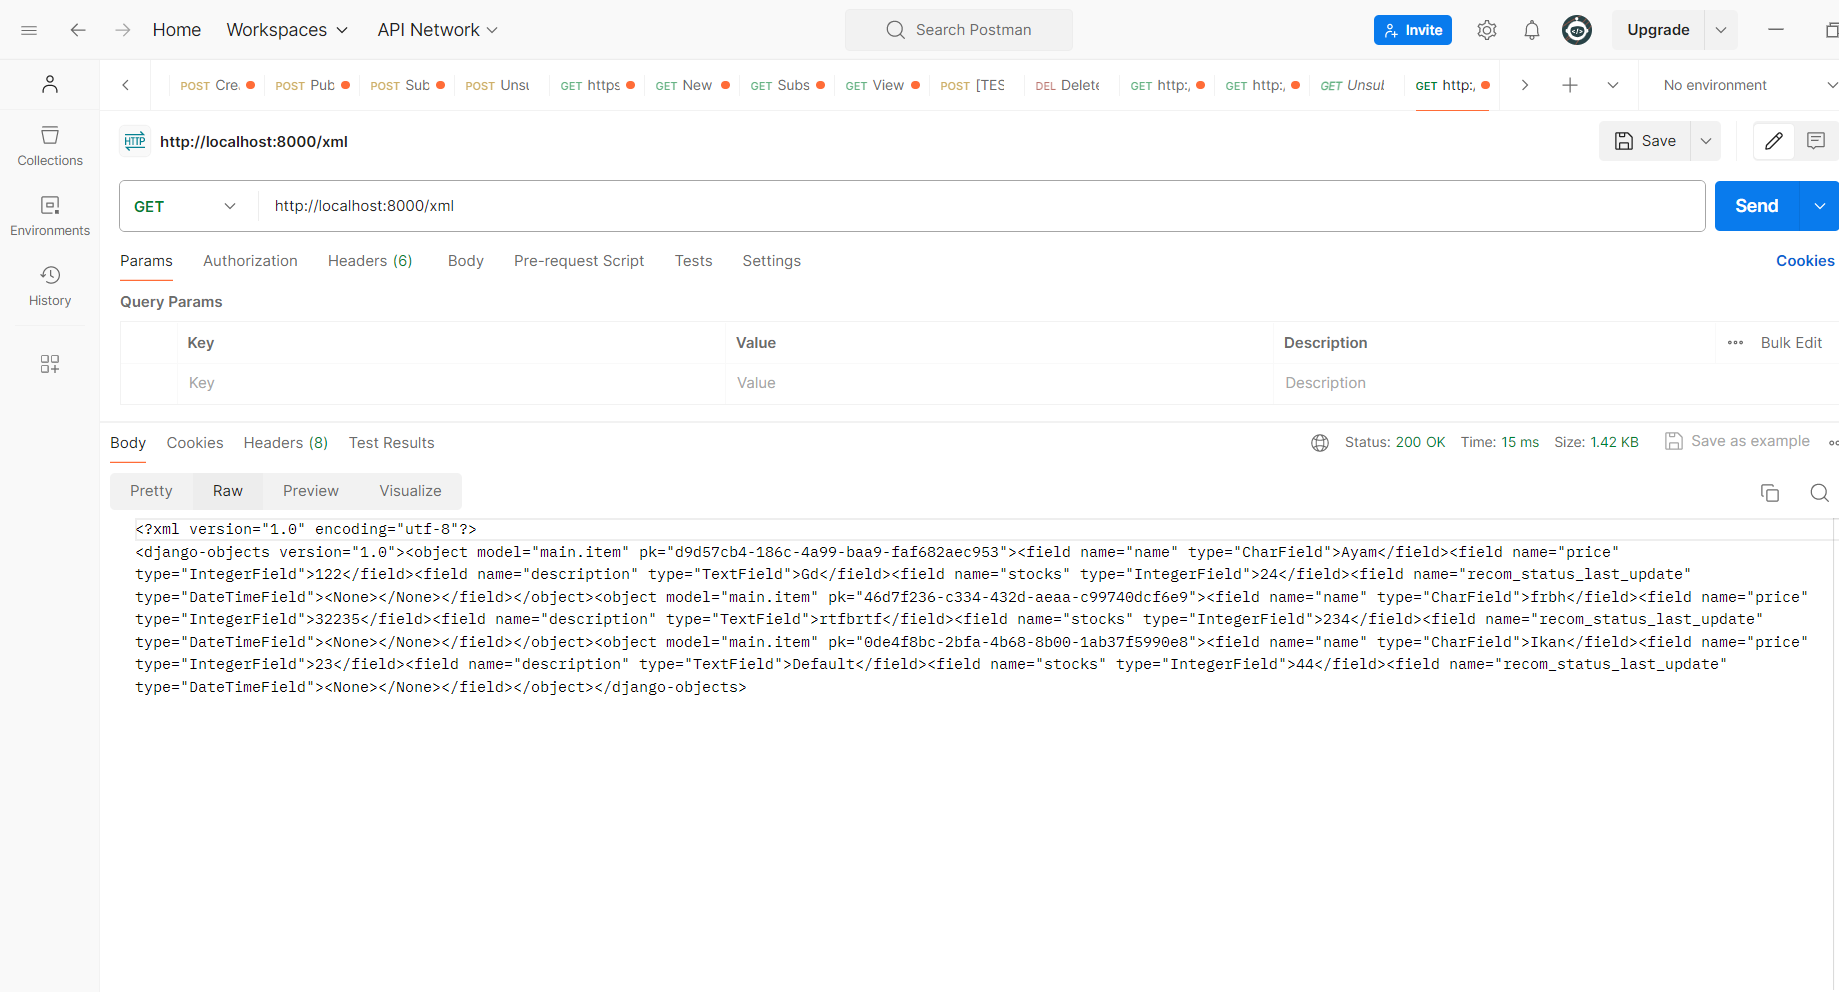 Home Workspaces API Network Search Postman Invite Upgrade
POST Cre POST Pub POST Sub POST Unsu GET https GET New GET Subs GET View POST [TES DEL Delete GET http:/ GET http:/ GET Unsul GET http:/ No environment
HTTP http://localhost:8000/xml Save
Collections
GET http://localhost:8000/xml Send
Environments
Params Authorization Headers (6) Body Pre-request Script Tests Settings Cookies
History
Query Params
Key Value Description Bulk Edit
Key Value Description
Body Cookies Headers (8) Test Results Status: 200 OK Time: 15 ms Size: 1.42 KB Save as example
Pretty Raw Preview Visualize
<?xml version="1.0" encoding="utf-8"?>
<django-objects version="1.0"><object model="main.item" pk="d9d57cb4-186c-4a99-baa9-faf682aec953"><field name="name" type="CharField">Ayam</field><field name="price"
type="IntegerField">122</field><field name="description" type="TextField">Gd</field><field name="stocks" type="IntegerField">24</field><field name="recom_status_last_update"
type="DateTimeField"><None></None></field></object><object model="main.item" pk="46d7f236-c334-432d-aeaa-c99740dcf6e9"><field name="name" type="CharField">frbh</field><field name="price"
type="IntegerField">32235</field><field name="description" type="TextField">rtfbrtf</field><field name="stocks" type="IntegerField">234</field><field name="recom_status_last_update"
type="DateTimeField"><None></None></field></object><object model="main.item" pk="0de4f8bc-2bfa-4b68-8b00-1ab37f5990e8"><field name="name" type="CharField">Ikan</field><field name="price"
type="IntegerField">23</field><field name="description" type="TextField">Default</field><field name="stocks" type="IntegerField">44</field><field name="recom_status_last_update"
type="DateTimeField"><None></None></field></object></django-objects>